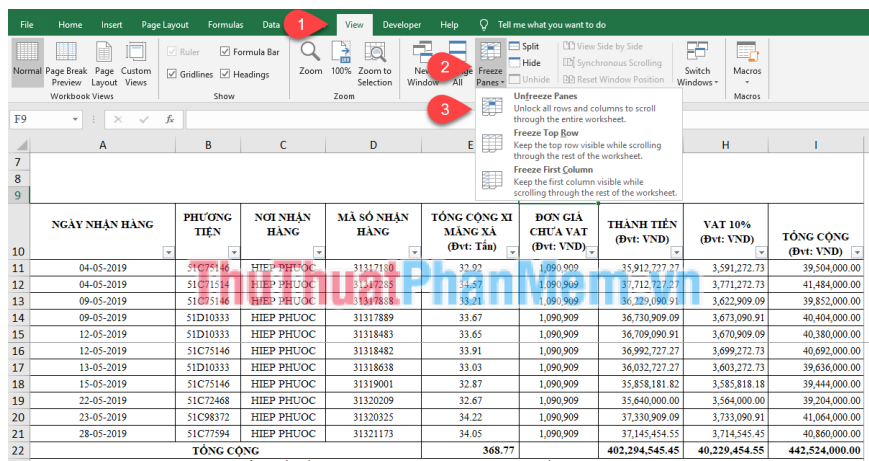 File Home Insert Page Layout Formulas Data 1 View Developer Help Tell me what you want to do
Ruler Formula Bar Split View Side by Side
Gridlines Headings Hide Synchronous Scrolling
Unhide Reset Window Position
Normal Page Break Page Custom Zoom 100% Zoom to New 2 Freeze Switch Macros
Preview Layout Views Selection Window All Panes Windows
Workbook Views Show Zoom Macros
3 Unfreeze Panes
Unlock all rows and columns to scroll
through the entire worksheet.
Freeze Top Row
Keep the top row visible while scrolling
through the rest of the worksheet.
Freeze First Column
Keep the first column visible while
scrolling through the rest of the worksheet.
F9 fx
A B C D E H I
7
8
9
10 NGÀY NHẬN HÀNG PHƯƠNG TIỆN NƠI NHẬN HÀNG MÃ SỐ NHẬN HÀNG TỔNG CỘNG XI MĂNG XÁ (Đvt: Tấn) ĐƠN GIÁ CHƯA VAT (Đvt: VND) THÀNH TIỀN (Đvt: VND) VAT 10% (Đvt: VND) TỔNG CỘNG (Đvt: VND)
11 04-05-2019 51C75146 HIEP PHUOC 31317180 32.92 1,090,909 35,912,727.27 3,591,272.73 39,504,000.00
12 04-05-2019 51C71514 HIEP PHUOC 31317285 34.57 1,090,909 37,712,727.27 3,771,272.73 41,484,000.00
13 09-05-2019 51C75146 HIEP PHUOC 31317888 33.21 1,090,909 36,229,090.91 3,622,909.09 39,852,000.00
14 09-05-2019 51D10333 HIEP PHUOC 31317889 33.67 1,090,909 36,730,909.09 3,673,090.91 40,404,000.00
15 12-05-2019 51D10333 HIEP PHUOC 31318483 33.65 1,090,909 36,709,090.91 3,670,909.09 40,380,000.00
16 12-05-2019 51C75146 HIEP PHUOC 31318482 33.91 1,090,909 36,992,727.27 3,699,272.73 40,692,000.00
17 13-05-2019 51D10333 HIEP PHUOC 31318638 33.03 1,090,909 36,032,727.27 3,603,272.73 39,636,000.00
18 15-05-2019 51C75146 HIEP PHUOC 31319001 32.87 1,090,909 35,858,181.82 3,585,818.18 39,444,000.00
19 22-05-2019 51C72468 HIEP PHUOC 31320209 32.67 1,090,909 35,640,000.00 3,564,000.00 39,204,000.00
20 23-05-2019 51C98372 HIEP PHUOC 31320325 34.22 1,090,909 37,330,909.09 3,733,090.91 41,064,000.00
21 28-05-2019 51C77594 HIEP PHUOC 31321173 34.05 1,090,909 37,145,454.55 3,714,545.45 40,860,000.00
22 TỔNG CỘNG 368.77 402,294,545.45 40,229,454.55 442,524,000.00
ThuThuatPhanMem.vn